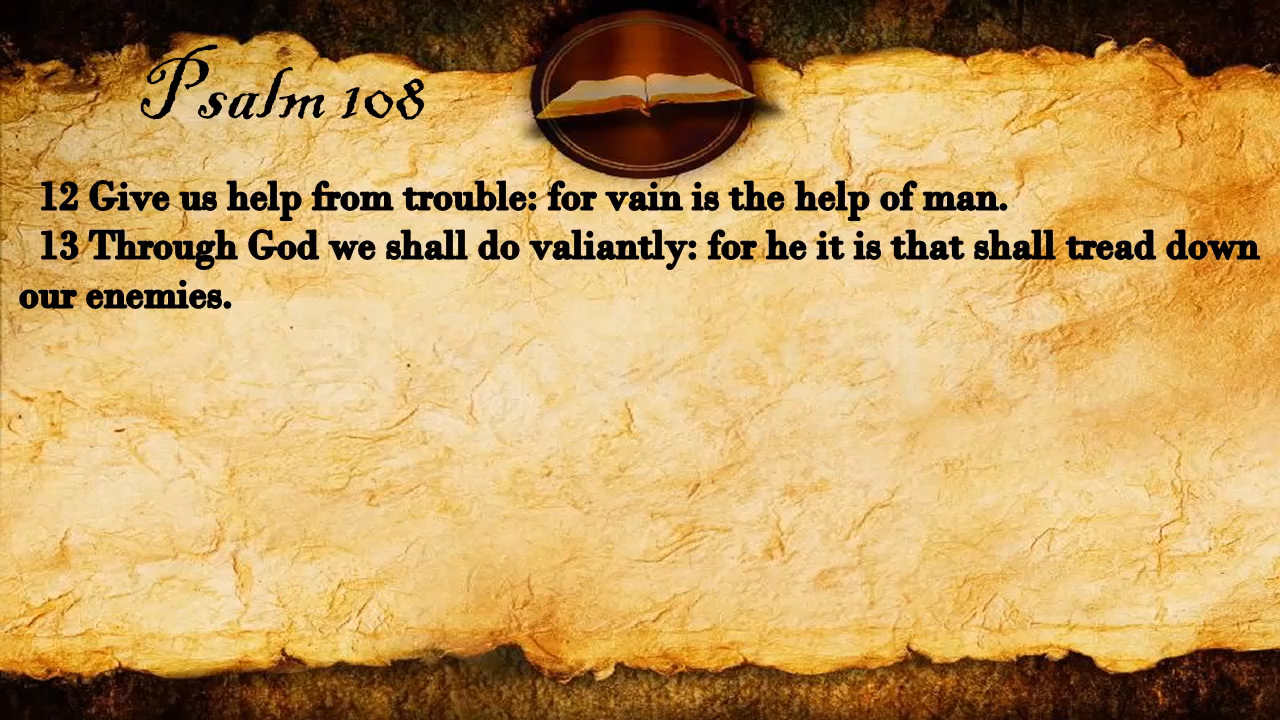 Psalm 108
12 Give us help from trouble: for vain is the help of man.
13 Through God we shall do valiantly: for he it is that shall tread down
our enemies.